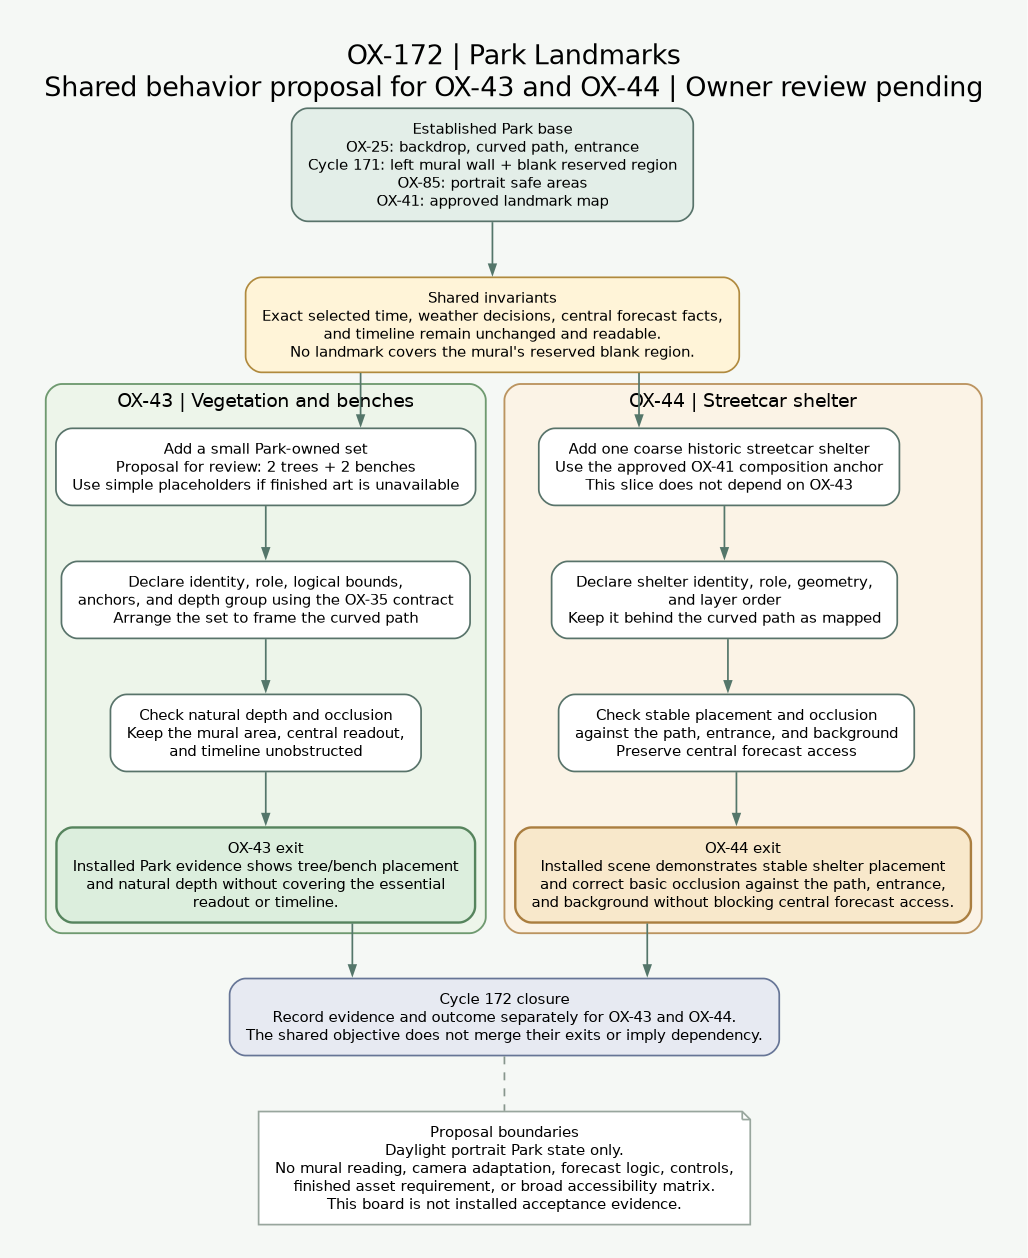 OX-172 | Park Landmarks
Shared behavior proposal for OX-43 and OX-44 | Owner review pending
Established Park base
OX-25: backdrop, curved path, entrance
Cycle 171: left mural wall + blank reserved region
OX-85: portrait safe areas
OX-41: approved landmark map
Shared invariants
Exact selected time, weather decisions, central forecast facts,
and timeline remain unchanged and readable.
No landmark covers the mural's reserved blank region.
OX-43 | Vegetation and benches
Add a small Park-owned set
Proposal for review: 2 trees + 2 benches
Use simple placeholders if finished art is unavailable
Declare identity, role, logical bounds,
anchors, and depth group using the OX-35 contract
Arrange the set to frame the curved path
Check natural depth and occlusion
Keep the mural area, central readout,
and timeline unobstructed
OX-43 exit
Installed Park evidence shows tree/bench placement
and natural depth without covering the essential
readout or timeline.
OX-44 | Streetcar shelter
Add one coarse historic streetcar shelter
Use the approved OX-41 composition anchor
This slice does not depend on OX-43
Declare shelter identity, role, geometry,
and layer order
Keep it behind the curved path as mapped
Check stable placement and occlusion
against the path, entrance, and background
Preserve central forecast access
OX-44 exit
Installed scene demonstrates stable shelter placement
and correct basic occlusion against the path, entrance,
and background without blocking central forecast access.
Cycle 172 closure
Record evidence and outcome separately for OX-43 and OX-44.
The shared objective does not merge their exits or imply dependency.
Proposal boundaries
Daylight portrait Park state only.
No mural reading, camera adaptation, forecast logic, controls,
finished asset requirement, or broad accessibility matrix.
This board is not installed acceptance evidence.